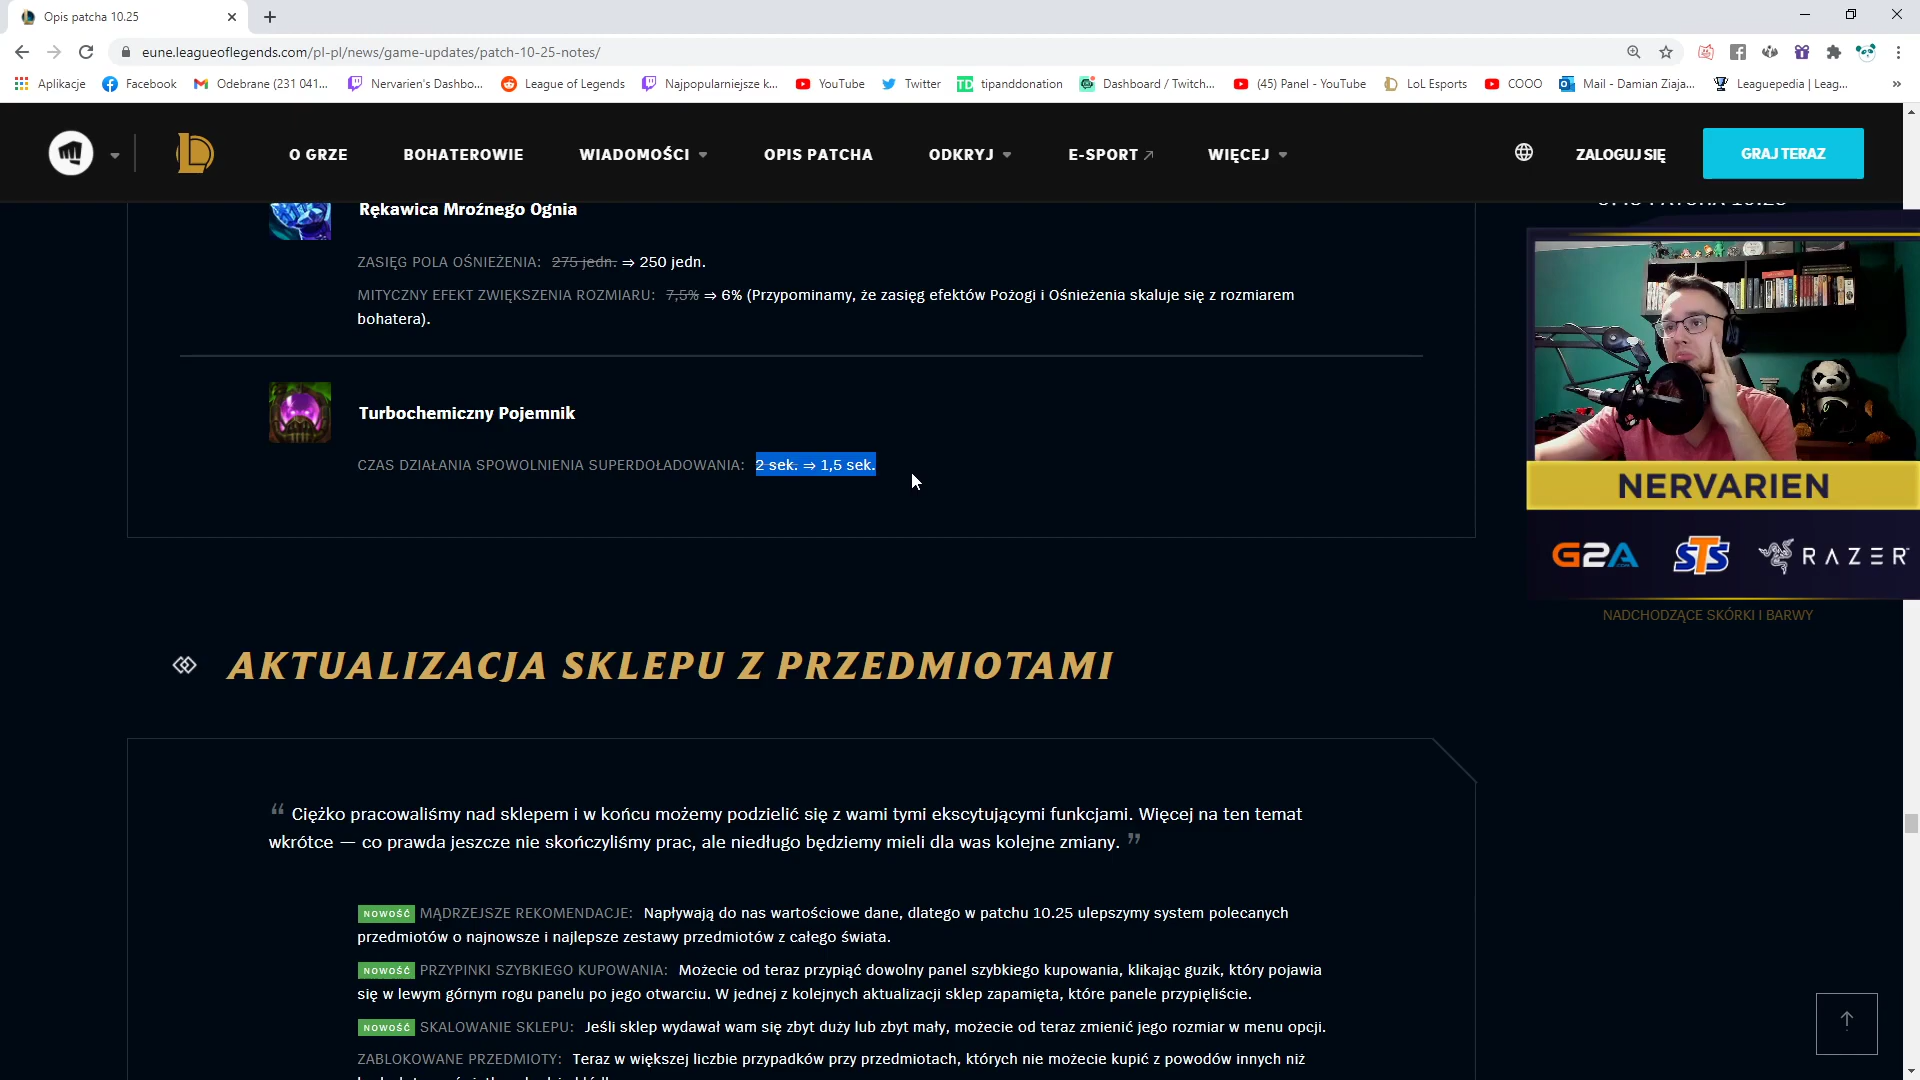 Opis patcha 10.25
eune.leagueoflegends.com/pl-pl/news/game-updates/patch-10-25-notes/
Aplikacje Facebook Odebrane (231 041... Nervarien's Dashbo... League of Legends Najpopularniejsze k... YouTube Twitter tipanddonation Dashboard / Twitch... (45) Panel - YouTube LoL Esports COOO Mail - Damian Ziaja... Leaguepedia | Leag... »
O GRZE BOHATEROWIE WIADOMOŚCI OPIS PATCHA ODKRYJ E-SPORT WIĘCEJ ZALOGUJ SIĘ GRAJ TERAZ
Rękawica Mroźnego Ognia
ZASIĘG POLA OŚNIEŻENIA: 275 jedn. ⇒ 250 jedn.
MITYCZNY EFEKT ZWIĘKSZENIA ROZMIARU: 7,5% ⇒ 6% (Przypominamy, że zasięg efektów Pożogi i Ośnieżenia skaluje się z rozmiarem
bohatera).
Turbochemiczny Pojemnik
CZAS DZIAŁANIA SPOWOLNIENIA SUPERDOŁADOWANIA: 2 sek. ⇒ 1,5 sek.
OPIS PATCHA 10.25
NERVARIEN
G2A STS RAZER
NADCHODZĄCE SKÓRKI I BARWY
AKTUALIZACJA SKLEPU Z PRZEDMIOTAMI
“ Ciężko pracowaliśmy nad sklepem i w końcu możemy podzielić się z wami tymi ekscytującymi funkcjami. Więcej na ten temat
wkrótce — co prawda jeszcze nie skończyliśmy prac, ale niedługo będziemy mieli dla was kolejne zmiany. ”
NOWOŚĆ MĄDRZEJSZE REKOMENDACJE: Napływają do nas wartościowe dane, dlatego w patchu 10.25 ulepszymy system polecanych
przedmiotów o najnowsze i najlepsze zestawy przedmiotów z całego świata.
NOWOŚĆ PRZYPINKI SZYBKIEGO KUPOWANIA: Możecie od teraz przypiąć dowolny panel szybkiego kupowania, klikając guzik, który pojawia
się w lewym górnym rogu panelu po jego otwarciu. W jednej z kolejnych aktualizacji sklep zapamięta, które panele przypięliście.
NOWOŚĆ SKALOWANIE SKLEPU: Jeśli sklep wydawał wam się zbyt duży lub zbyt mały, możecie od teraz zmienić jego rozmiar w menu opcji.
ZABLOKOWANE PRZEDMIOTY: Teraz w większej liczbie przypadków przy przedmiotach, których nie możecie kupić z powodów innych niż